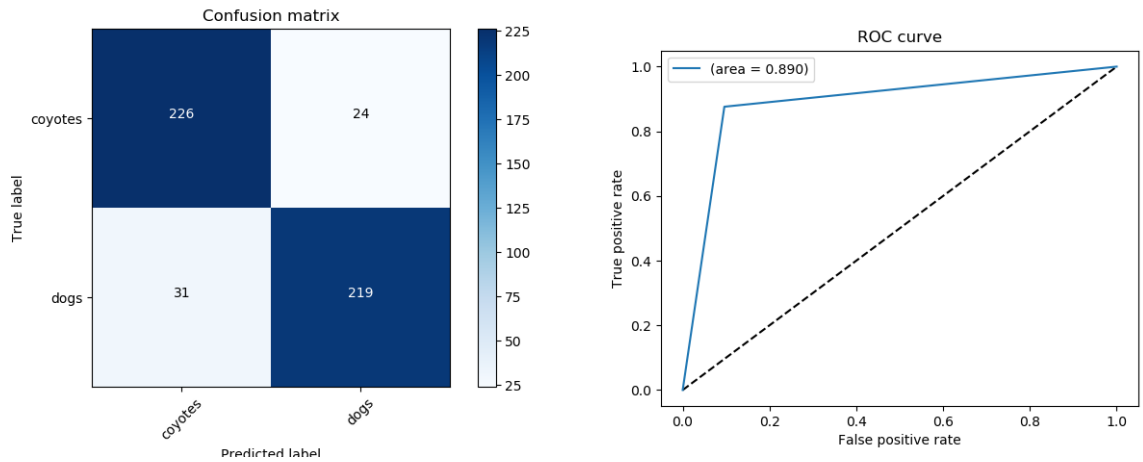 Confusion matrix
coyotes
226
24
dogs
31
219
True label
coyotes
dogs
Predicted label
225
200
175
150
125
100
75
50
25
ROC curve
(area = 0.890)
1.0
0.8
0.6
0.4
0.2
0.0
True positive rate
0.0
0.2
0.4
0.6
0.8
1.0
False positive rate